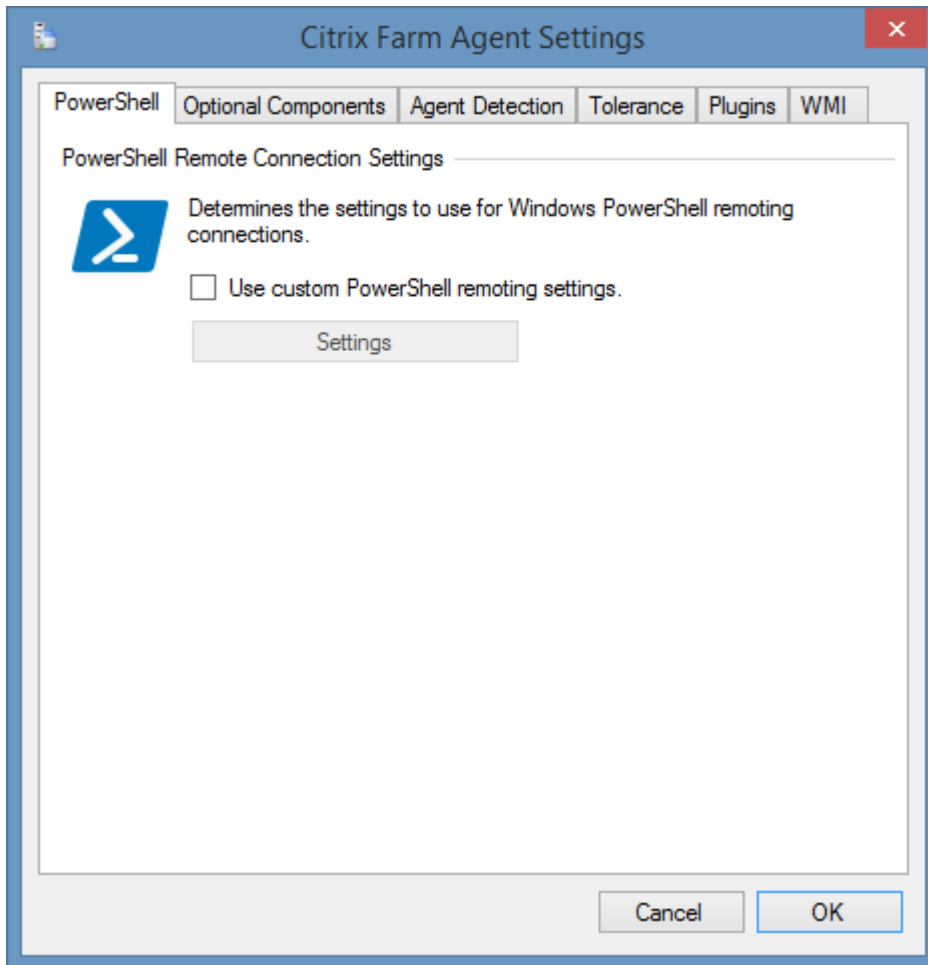 Citrix Farm Agent Settings
PowerShell Optional Components Agent Detection Tolerance Plugins WMI
PowerShell Remote Connection Settings
Determines the settings to use for Windows PowerShell remoting
connections.
Use custom PowerShell remoting settings.
Settings
Cancel OK